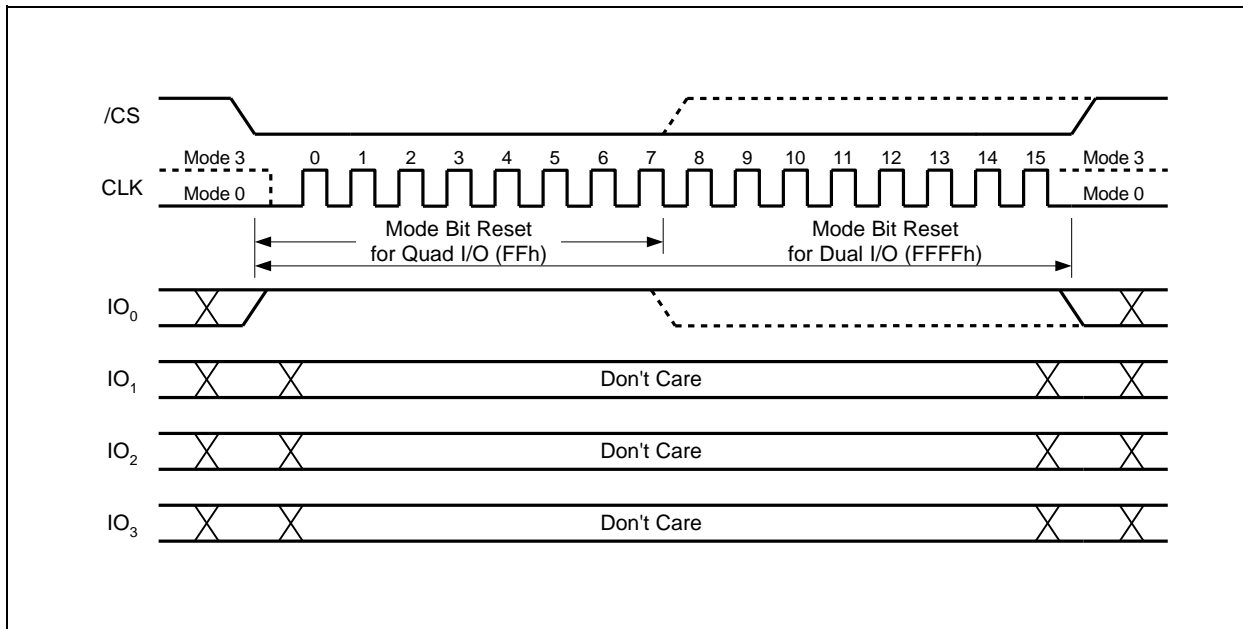 /CS
Mode 3 0 1 2 3 4 5 6 7 8 9 10 11 12 13 14 15 Mode 3
CLK
Mode 0 Mode 0
Mode Bit Reset Mode Bit Reset
for Quad I/O (FFh) for Dual I/O (FFFFh)
IO0
IO1 Don't Care
IO2 Don't Care
IO3 Don't Care